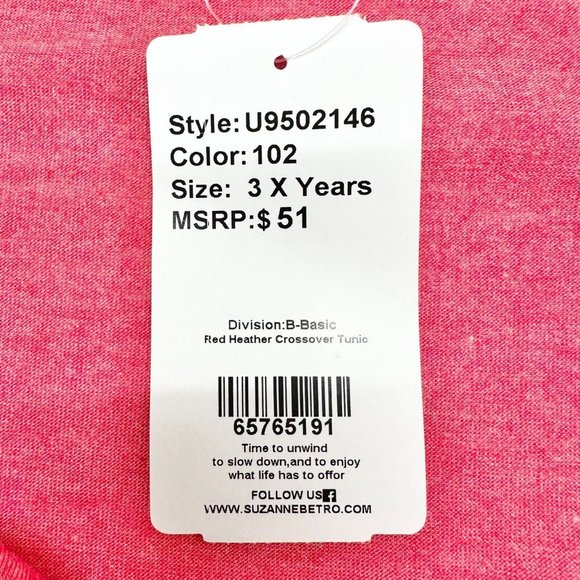 Style: U9502146
Color: 102
Size: 3 X Years
MSRP:$ 51
Division:B-Basic
Red Heather Crossover Tunic
65765191
Time to unwind
to slow down,and to enjoy
what life has to offor
FOLLOW US
WWW.SUZANNEBETRO.COM